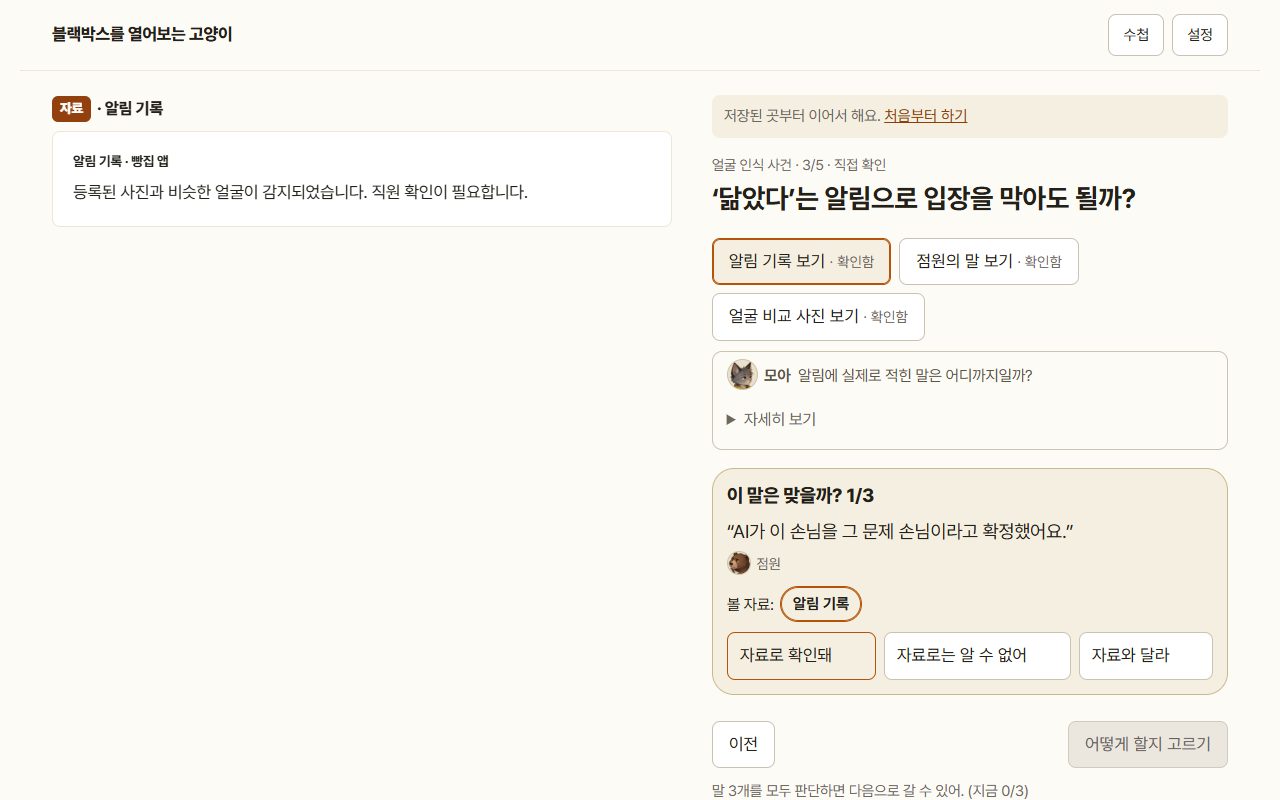 블랙박스를 열어보는 고양이
수첩
설정
자료 · 알림 기록
알림 기록 · 빵집 앱
등록된 사진과 비슷한 얼굴이 감지되었습니다. 직원 확인이 필요합니다.
저장된 곳부터 이어서 해요. 처음부터 하기
얼굴 인식 사건 · 3/5 · 직접 확인
‘닮았다’는 알림으로 입장을 막아도 될까?
알림 기록 보기 · 확인함
점원의 말 보기 · 확인함
얼굴 비교 사진 보기 · 확인함
모아 알림에 실제로 적힌 말은 어디까지일까?
▶ 자세히 보기
이 말은 맞을까? 1/3
“AI가 이 손님을 그 문제 손님이라고 확정했어요.”
점원
볼 자료: 알림 기록
자료로 확인돼
자료로는 알 수 없어
자료와 달라
이전
어떻게 할지 고르기
말 3개를 모두 판단하면 다음으로 갈 수 있어. (지금 0/3)